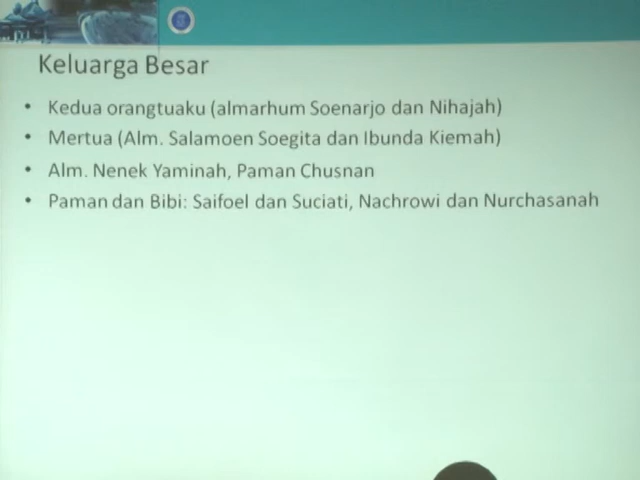 Keluarga Besar
• Kedua orangtuaku (almarhum Soenarjo dan Nihajah)
• Mertua (Alm. Salamoen Soegita dan Ibunda Kiemah)
• Alm. Nenek Yaminah, Paman Chusnan
• Paman dan Bibi: Saifoel dan Suciati, Nachrowi dan Nurchasanah